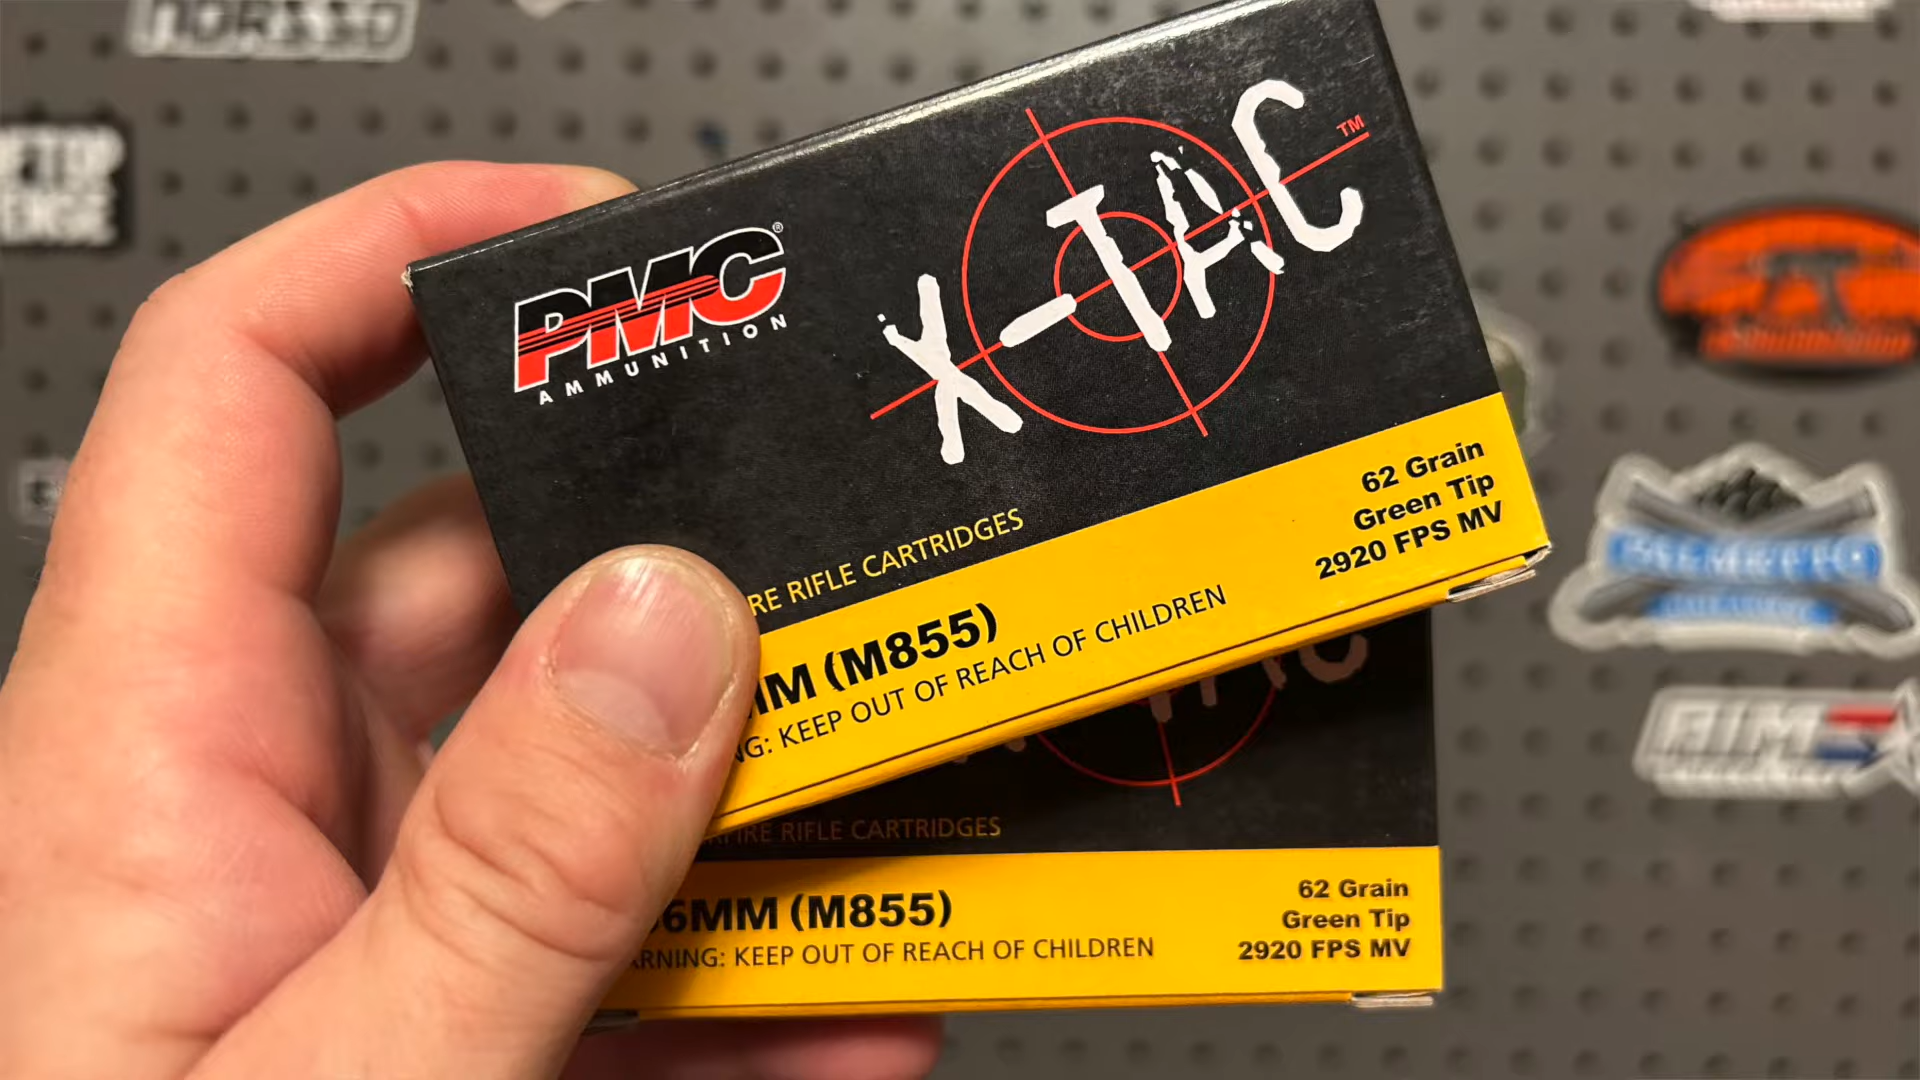 PMC®
AMMUNITION
X-TAC™
RE RIFLE CARTRIDGES
MM (M855)
NG: KEEP OUT OF REACH OF CHILDREN
62 Grain
Green Tip
2920 FPS MV
FIRE RIFLE CARTRIDGES
6MM (M855)
ARNING: KEEP OUT OF REACH OF CHILDREN
62 Grain
Green Tip
2920 FPS MV
AIM